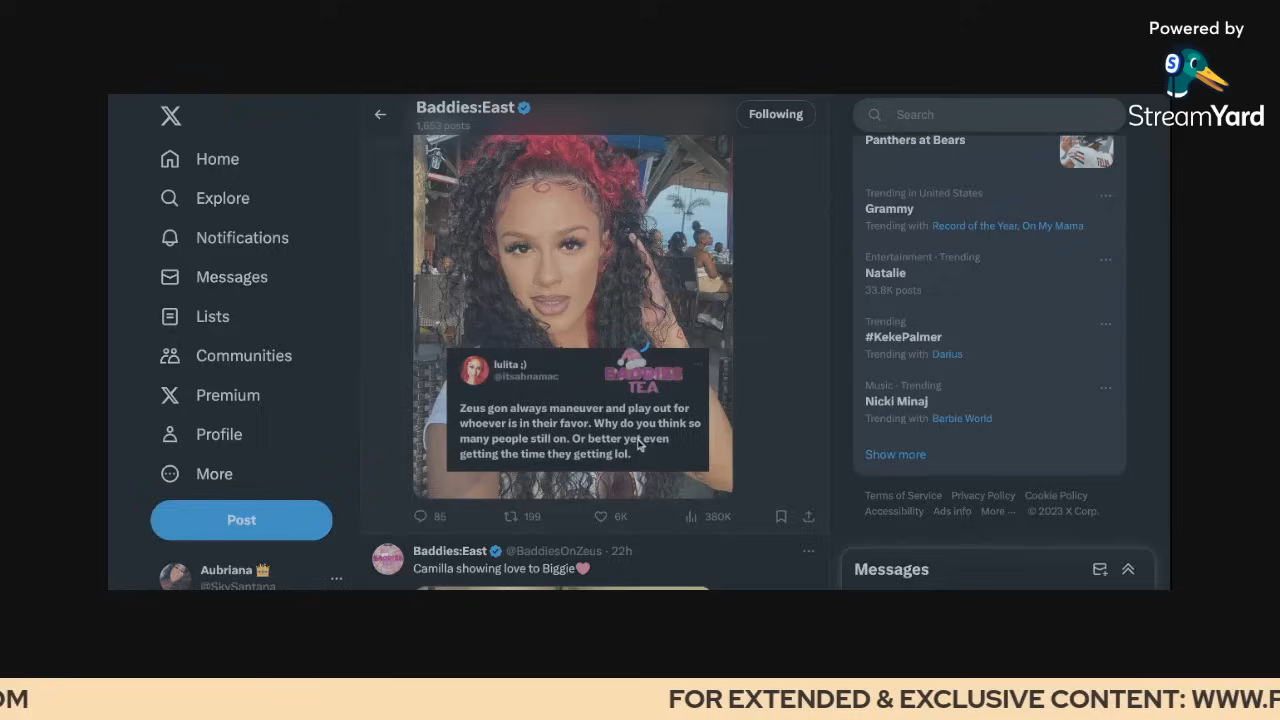 Powered by
StreamYard
Home
Explore
Notifications
Messages
Lists
Communities
Premium
Profile
More
Post
Aubriana
@SkySantana
Baddies:East
1,653 posts
Following
lulita ;)
@itsabnamac
BADDIES
TEA
Zeus gon always maneuver and play out for
whoever is in their favor. Why do you think so
many people still on. Or better yet even
getting the time they getting lol.
85
199
6K
380K
Baddies:East @BaddiesOnZeus · 22h
Camilla showing love to Biggie
Search
Panthers at Bears
Trending in United States
Grammy
Trending with Record of the Year, On My Mama
Entertainment · Trending
Natalie
33.8K posts
Trending
#KekePalmer
Trending with Darius
Music · Trending
Nicki Minaj
Trending with Barbie World
Show more
Terms of Service Privacy Policy Cookie Policy
Accessibility Ads info More ··· © 2023 X Corp.
Messages
OM
FOR EXTENDED & EXCLUSIVE CONTENT: WWW.